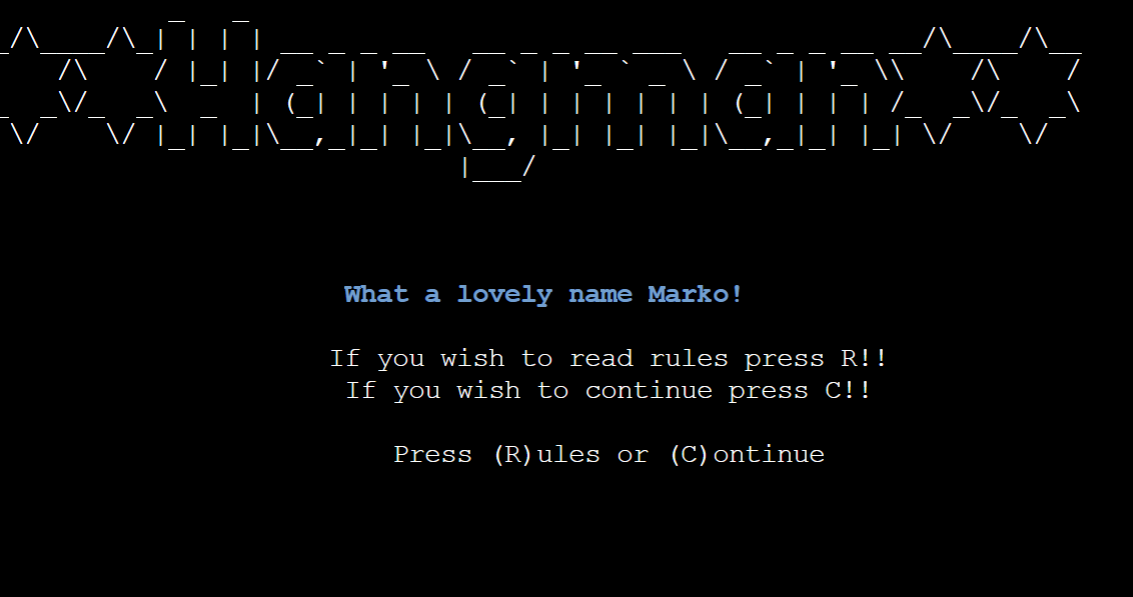 Hangman
What a lovely name Marko!
If you wish to read rules press R!!
If you wish to continue press C!!
Press (R)ules or (C)ontinue